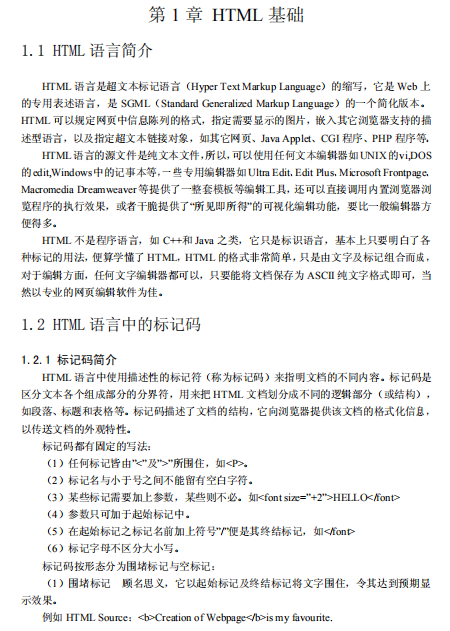 第 1 章 HTML 基础
1.1 HTML 语言简介
HTML 语言是超文本标记语言（Hyper Text Markup Language）的缩写，它是 Web 上
的专用表述语言，是 SGML（Standard Generalized Markup Language）的一个简化版本。
HTML 可以规定网页中信息陈列的格式，指定需要显示的图片，嵌入其它浏览器支持的描
述型语言，以及指定超文本链接对象，如其它网页、Java Applet、CGI 程序、PHP 程序等.
HTML 语言的源文件是纯文本文件，所以，可以使用任何文本编辑器如UNIX的vi,DOS
的edit,Windows中的记事本等，一些专用编辑器如 Ultra Edit、Edit Plus、Microsoft Frontpage、
Macromedia Dreamweaver 等提供了一整套模板等编辑工具，还可以直接调用内置浏览器浏
览程序的执行效果，或者干脆提供了“所见即所得”的可视化编辑功能，要比一般编辑器方
便得多。
HTML 不是程序语言，如 C++和 Java 之类，它只是标识语言，基本上只要明白了各
种标记的用法，便算学懂了 HTML，HTML 的格式非常简单，只是由文字及标记组合而成，
对于编辑方面，任何文字编辑器都可以，只要能将文档保存为 ASCII 纯文字格式即可，当
然以专业的网页编辑软件为佳。
1.2 HTML 语言中的标记码
1.2.1 标记码简介
HTML 语言中使用描述性的标记符（称为标记码）来指明文档的不同内容。标记码是
区分文本各个组成部分的分界符，用来把 HTML 文档划分成不同的逻辑部分（或结构），
如段落、标题和表格等。标记码描述了文档的结构，它向浏览器提供该文档的格式化信息，
以传送文档的外观特性。
标记码都有固定的写法：
（1）任何标记皆由”<”及”>”所围住，如<P>。
（2）标记名与小于号之间不能留有空白字符。
（3）某些标记需要加上参数，某些则不必。如<font size=”+2”>HELLO</font>
（4）参数只可加于起始标记中。
（5）在起始标记之标记名前加上符号”/”便是其终结标记，如</font>
（6）标记字母不区分大小写。
标记码按形态分为围堵标记与空标记：
（1）围堵标记 顾名思义，它以起始标记及终结标记将文字围住，令其达到预期显
示效果。
例如 HTML Source：<b>Creation of Webpage</b>is my favourite.